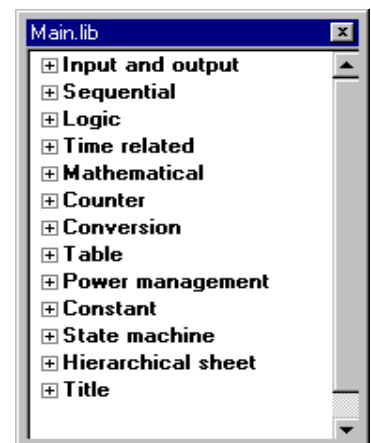 Main.lib
Input and output
Sequential
Logic
Time related
Mathematical
Counter
Conversion
Table
Power management
Constant
State machine
Hierarchical sheet
Title